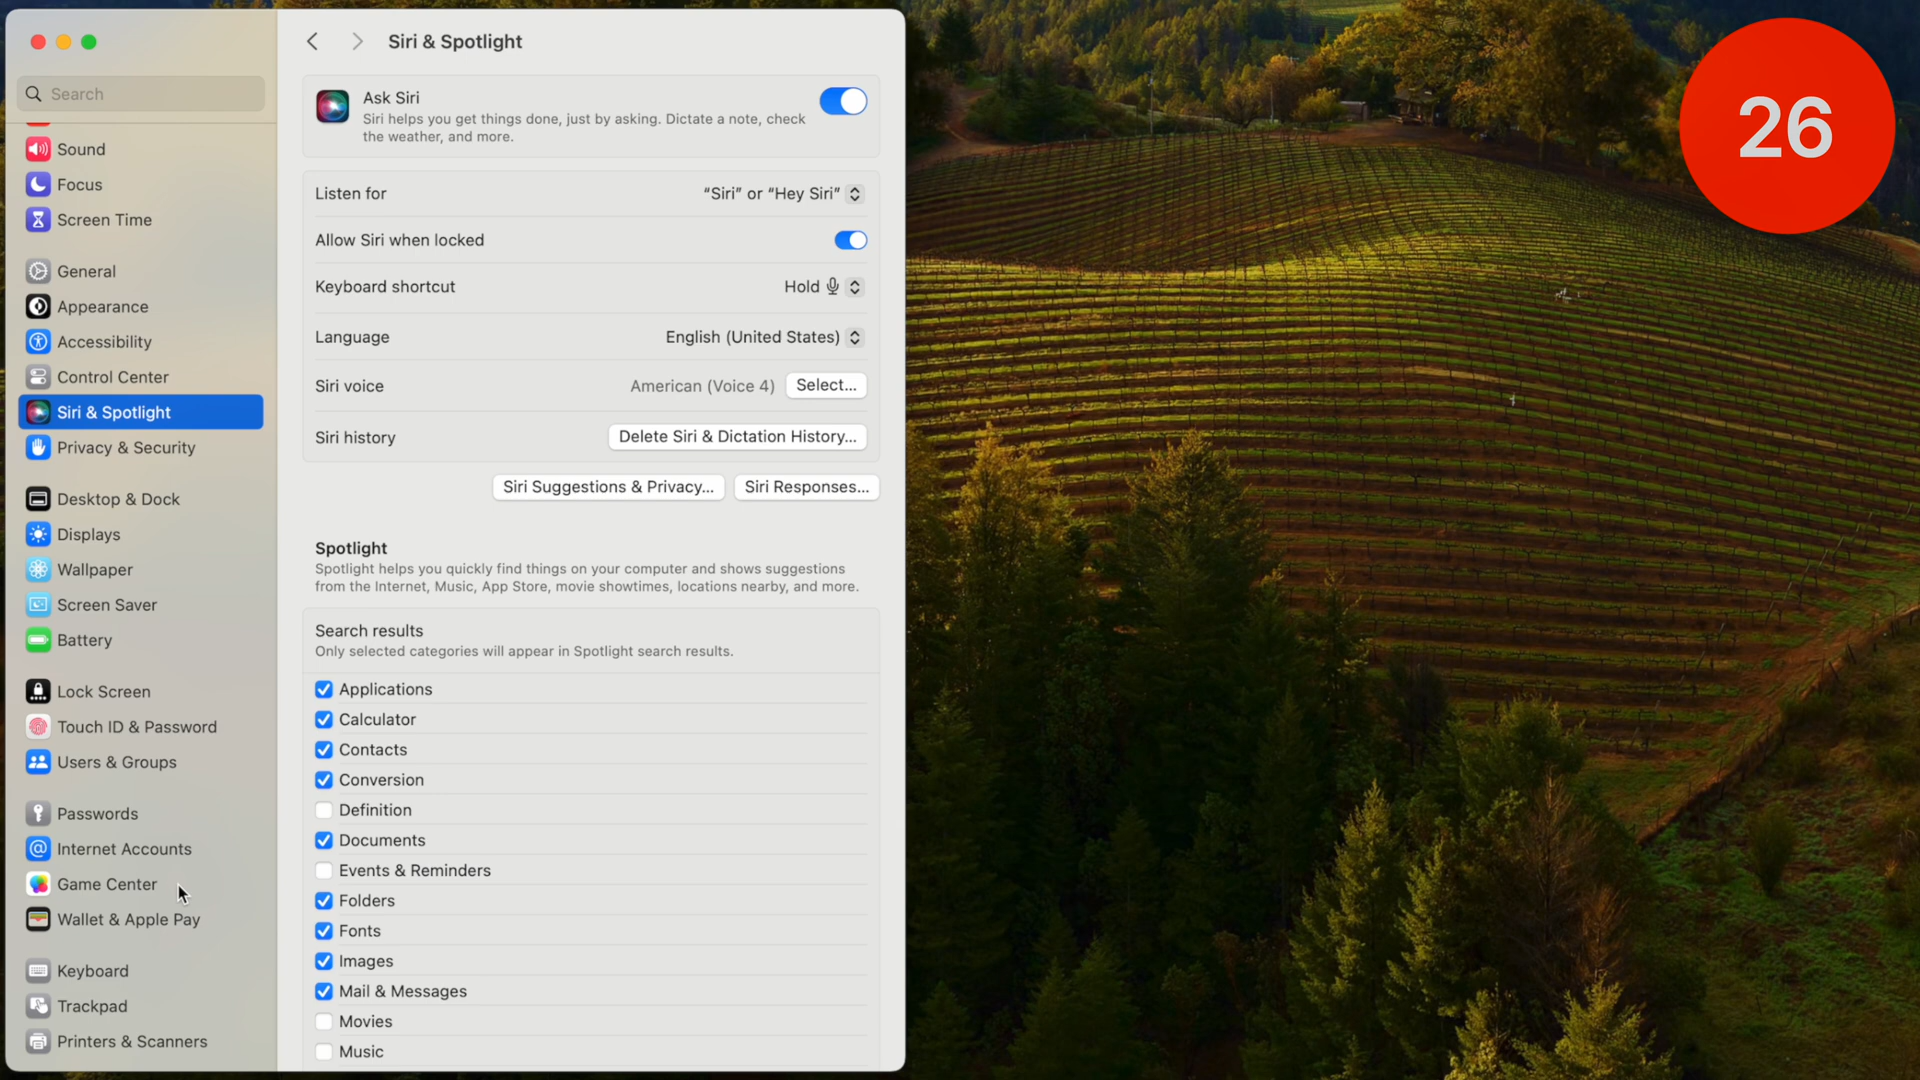 Search
Sound
Focus
Screen Time
General
Appearance
Accessibility
Control Center
Siri & Spotlight
Privacy & Security
Desktop & Dock
Displays
Wallpaper
Screen Saver
Battery
Lock Screen
Touch ID & Password
Users & Groups
Passwords
Internet Accounts
Game Center
Wallet & Apple Pay
Keyboard
Trackpad
Printers & Scanners
Siri & Spotlight
Ask Siri
Siri helps you get things done, just by asking. Dictate a note, check
the weather, and more.
Listen for “Siri” or “Hey Siri”
Allow Siri when locked
Keyboard shortcut Hold
Language English (United States)
Siri voice American (Voice 4) Select...
Siri history Delete Siri & Dictation History...
Siri Suggestions & Privacy... Siri Responses...
Spotlight
Spotlight helps you quickly find things on your computer and shows suggestions
from the Internet, Music, App Store, movie showtimes, locations nearby, and more.
Search results
Only selected categories will appear in Spotlight search results.
Applications
Calculator
Contacts
Conversion
Definition
Documents
Events & Reminders
Folders
Fonts
Images
Mail & Messages
Movies
Music
26